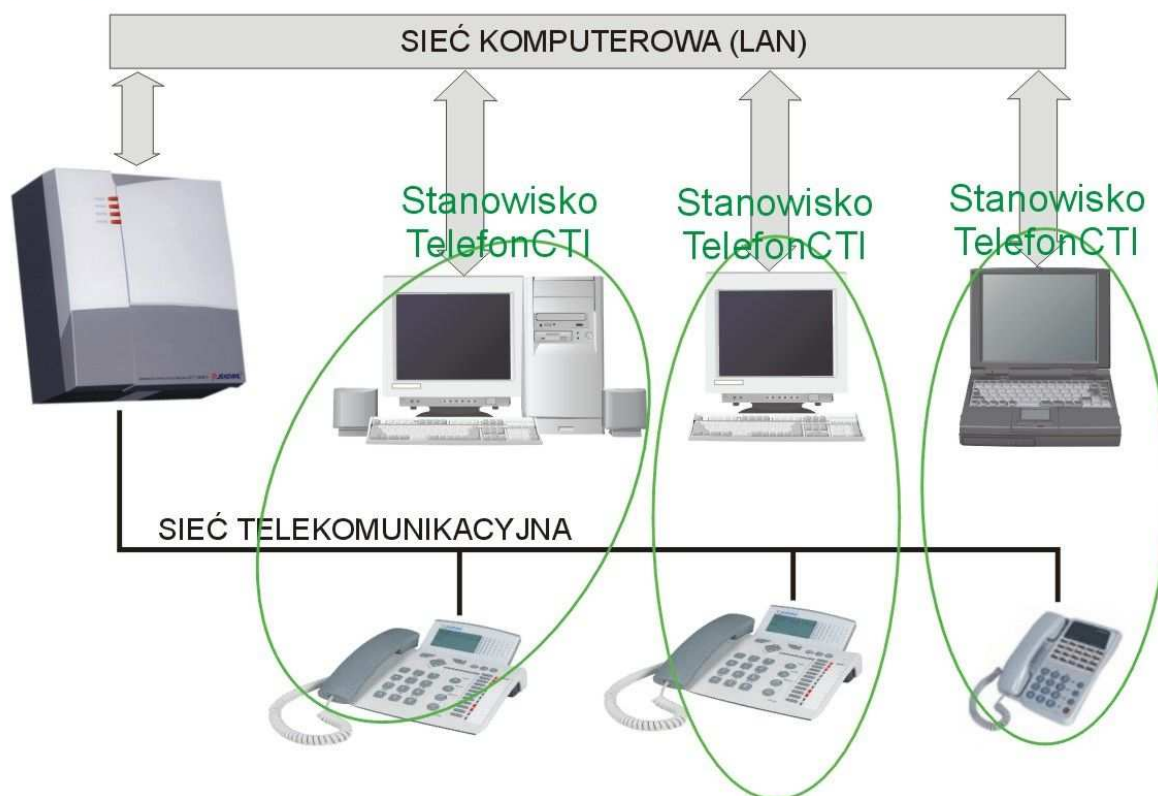 SIEĆ KOMPUTEROWA (LAN)
Stanowisko
TelefonCTI
Stanowisko
TelefonCTI
Stanowisko
TelefonCTI
SIEĆ TELEKOMUNIKACYJNA